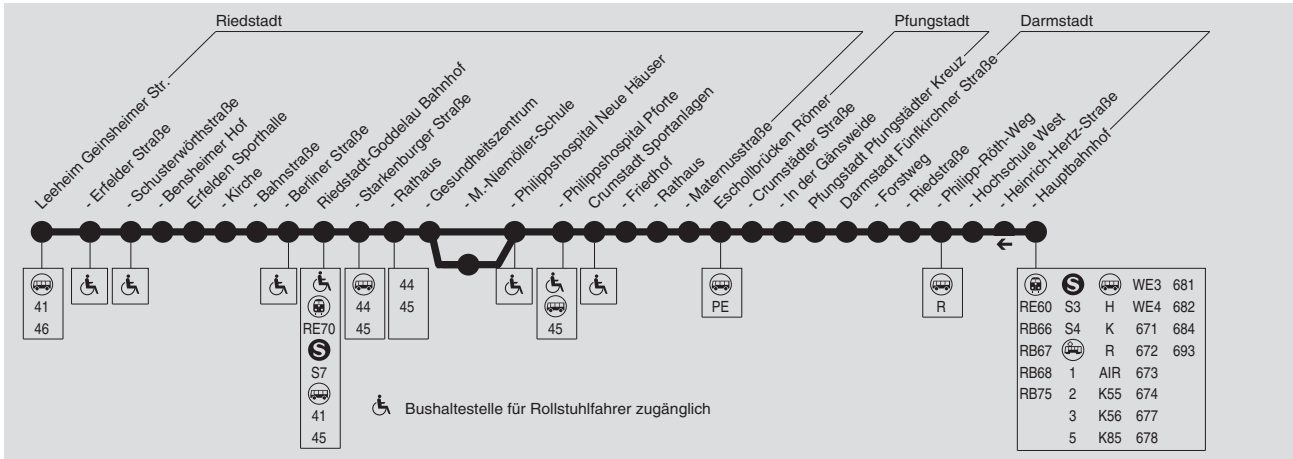 Riedstadt
Pfungstadt
Darmstadt
Leeheim Geinsheimer Str.
- Erfelder Straße
- Schusterwörthstraße
- Bensheimer Hof
Erfelden Sporthalle
- Kirche
- Bahnstraße
- Berliner Straße
Riedstadt-Goddelau Bahnhof
- Starkenburger Straße
- Rathaus
- Gesundheitszentrum
- M.-Niemöller-Schule
- Philippshospital Neue Häuser
- Philippshospital Pforte
Crumstadt Sportanlagen
- Friedhof
- Rathaus
- Maternusstraße
Eschollbrücken Römer
- Crumstädter Straße
- In der Gänsweide
Pfungstadt Pfungstädter Kreuz
Darmstadt Fünfkirchner Straße
- Forstweg
- Riedstraße
- Philipp-Röth-Weg
- Hochschule West
- Heinrich-Hertz-Straße
- Hauptbahnhof
41
46
RE70
S
S7
41
45
44
45
44
45
45
PE
R
S WE3 681
RE60 S3 H WE4 682
RB66 S4 K 671 684
RB67 R 672 693
RB68 1 AIR 673
RB75 2 K55 674
3 K56 677
5 K85 678
Bushaltestelle für Rollstuhlfahrer zugänglich